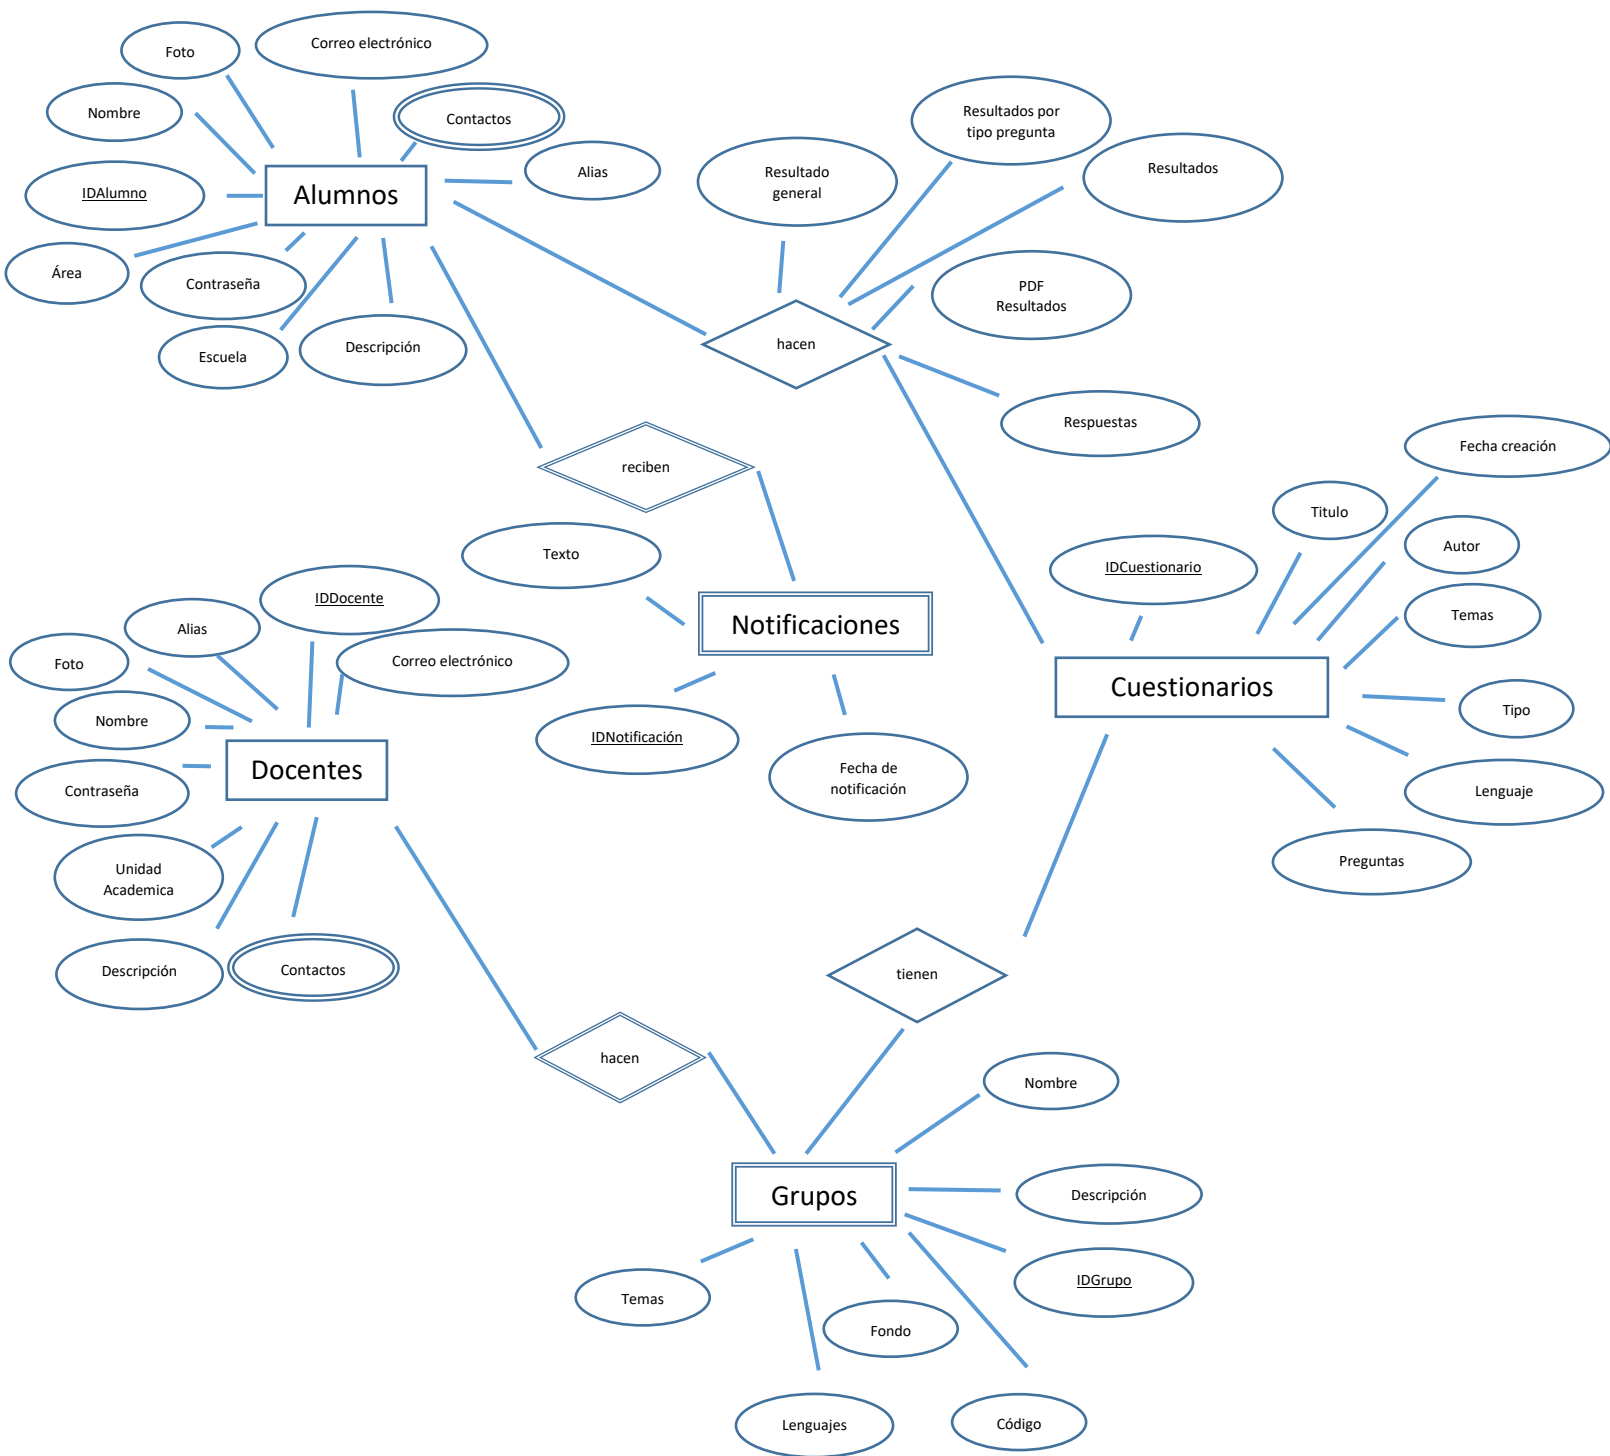 Foto
Correo electrónico
Nombre
Contactos
Alias
IDAlumno
Alumnos
Área
Contraseña
Escuela
Descripción
Resultado
general
Resultados por
tipo pregunta
Resultados
PDF
Resultados
hacen
Respuestas
reciben
Fecha creación
Titulo
Autor
IDCuestionario
Temas
Cuestionarios
Tipo
Lenguaje
Preguntas
Texto
Notificaciones
IDNotificación
Fecha de
notificación
IDDocente
Alias
Foto
Correo electrónico
Nombre
Docentes
Contraseña
Unidad
Academica
Descripción
Contactos
tienen
hacen
Nombre
Grupos
Descripción
IDGrupo
Temas
Fondo
Lenguajes
Código